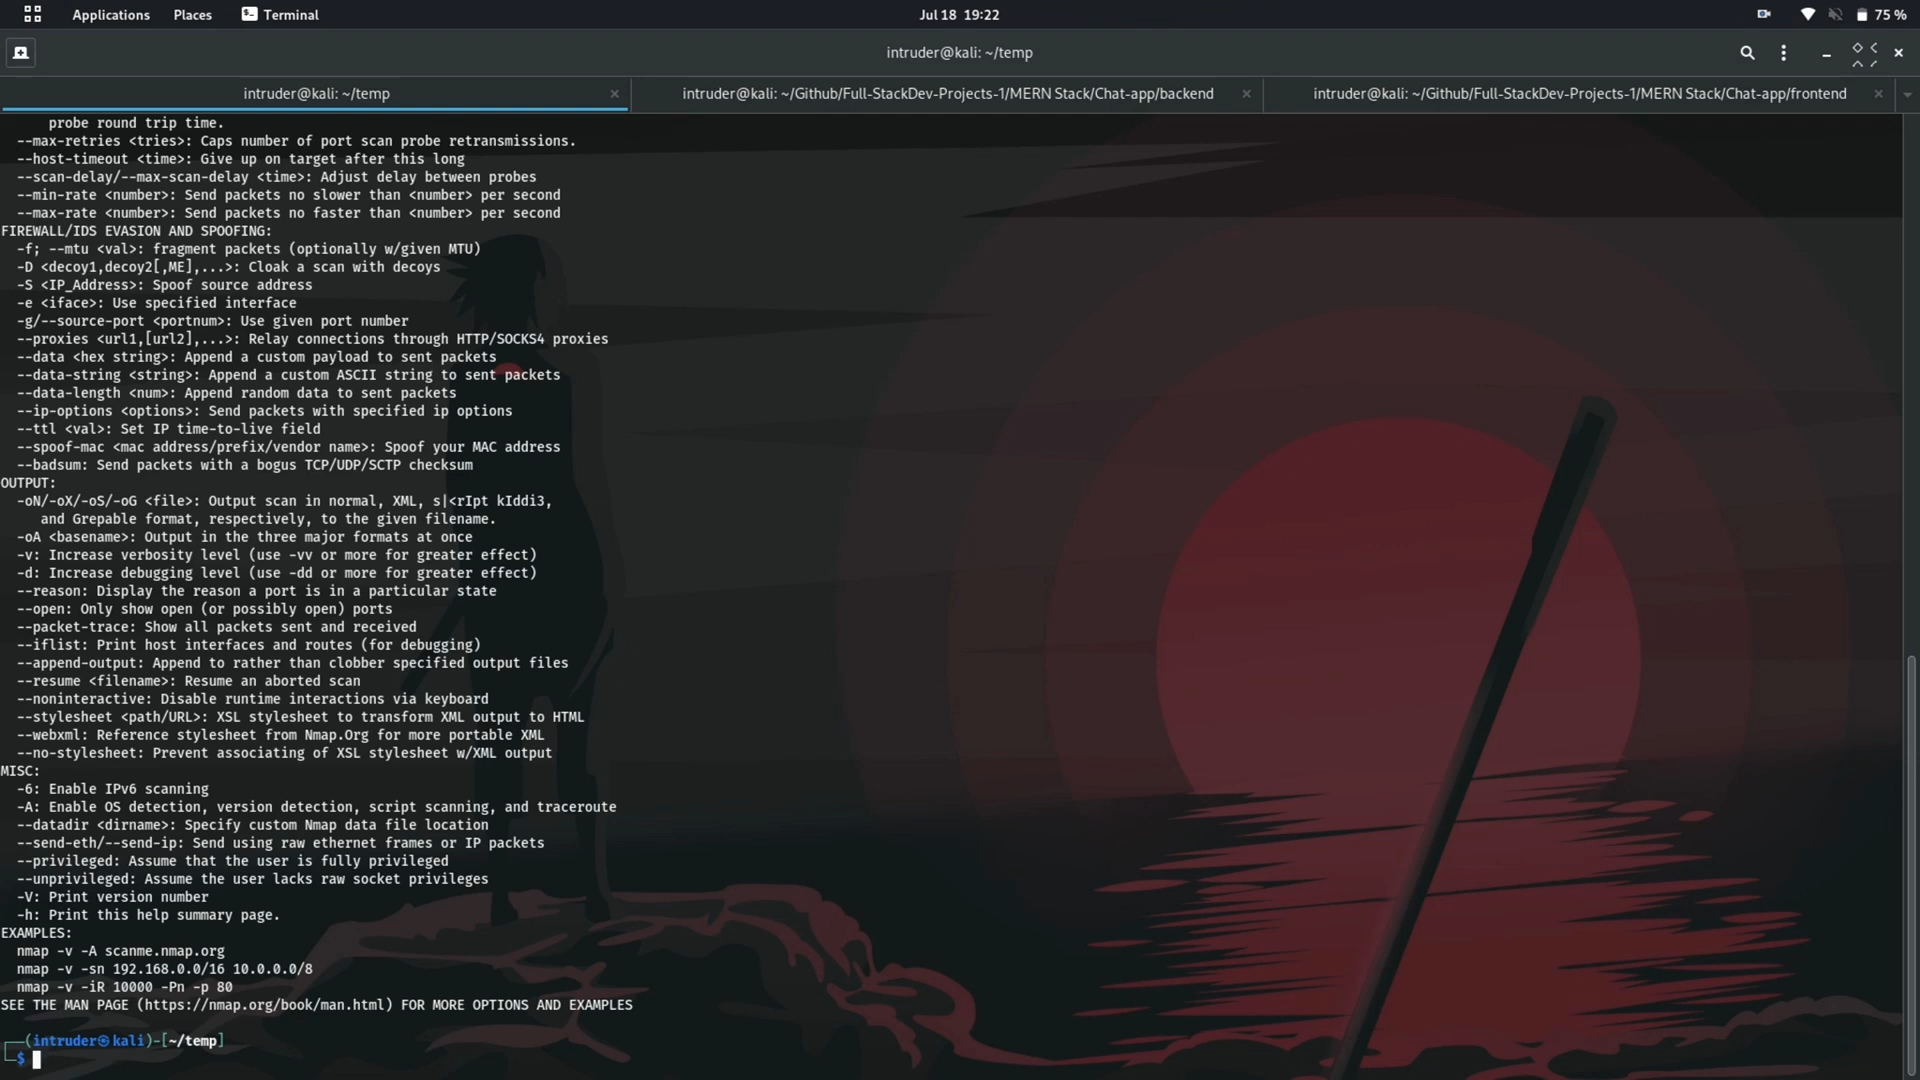 Applications Places Terminal Jul 18 19:22 75 %
intruder@kali: ~/temp
intruder@kali: ~/temp intruder@kali: ~/Github/Full-StackDev-Projects-1/MERN Stack/Chat-app/backend intruder@kali: ~/Github/Full-StackDev-Projects-1/MERN Stack/Chat-app/frontend
      probe round trip time.
  --max-retries <tries>: Caps number of port scan probe retransmissions.
  --host-timeout <time>: Give up on target after this long
  --scan-delay/--max-scan-delay <time>: Adjust delay between probes
  --min-rate <number>: Send packets no slower than <number> per second
  --max-rate <number>: Send packets no faster than <number> per second
FIREWALL/IDS EVASION AND SPOOFING:
  -f; --mtu <val>: fragment packets (optionally w/given MTU)
  -D <decoy1,decoy2[,ME],...>: Cloak a scan with decoys
  -S <IP_Address>: Spoof source address
  -e <iface>: Use specified interface
  -g/--source-port <portnum>: Use given port number
  --proxies <url1,[url2],...>: Relay connections through HTTP/SOCKS4 proxies
  --data <hex string>: Append a custom payload to sent packets
  --data-string <string>: Append a custom ASCII string to sent packets
  --data-length <num>: Append random data to sent packets
  --ip-options <options>: Send packets with specified ip options
  --ttl <val>: Set IP time-to-live field
  --spoof-mac <mac address/prefix/vendor name>: Spoof your MAC address
  --badsum: Send packets with a bogus TCP/UDP/SCTP checksum
OUTPUT:
  -oN/-oX/-oS/-oG <file>: Output scan in normal, XML, s|<rIpt kIddi3,
     and Grepable format, respectively, to the given filename.
  -oA <basename>: Output in the three major formats at once
  -v: Increase verbosity level (use -vv or more for greater effect)
  -d: Increase debugging level (use -dd or more for greater effect)
  --reason: Display the reason a port is in a particular state
  --open: Only show open (or possibly open) ports
  --packet-trace: Show all packets sent and received
  --iflist: Print host interfaces and routes (for debugging)
  --append-output: Append to rather than clobber specified output files
  --resume <filename>: Resume an aborted scan
  --noninteractive: Disable runtime interactions via keyboard
  --stylesheet <path/URL>: XSL stylesheet to transform XML output to HTML
  --webxml: Reference stylesheet from Nmap.Org for more portable XML
  --no-stylesheet: Prevent associating of XSL stylesheet w/XML output
MISC:
  -6: Enable IPv6 scanning
  -A: Enable OS detection, version detection, script scanning, and traceroute
  --datadir <dirname>: Specify custom Nmap data file location
  --send-eth/--send-ip: Send using raw ethernet frames or IP packets
  --privileged: Assume that the user is fully privileged
  --unprivileged: Assume the user lacks raw socket privileges
  -V: Print version number
  -h: Print this help summary page.
EXAMPLES:
  nmap -v -A scanme.nmap.org
  nmap -v -sn 192.168.0.0/16 10.0.0.0/8
  nmap -v -iR 10000 -Pn -p 80
SEE THE MAN PAGE (https://nmap.org/book/man.html) FOR MORE OPTIONS AND EXAMPLES
┌──(intruder㉿kali)-[~/temp]
└─$